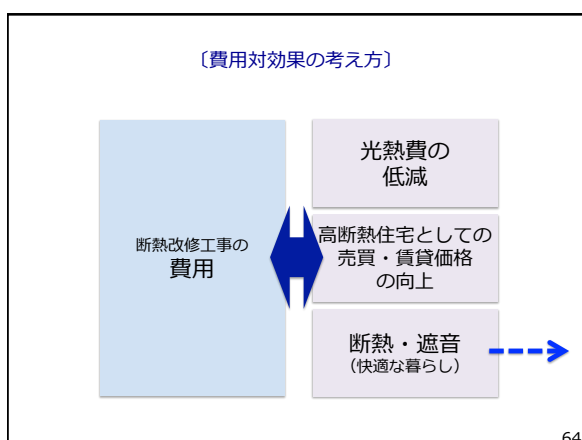 〔費用対効果の考え方〕
断熱改修工事の
費用
光熱費の
低減
高断熱住宅としての
売買・賃貸価格
の向上
断熱・遮音
（快適な暮らし）
64